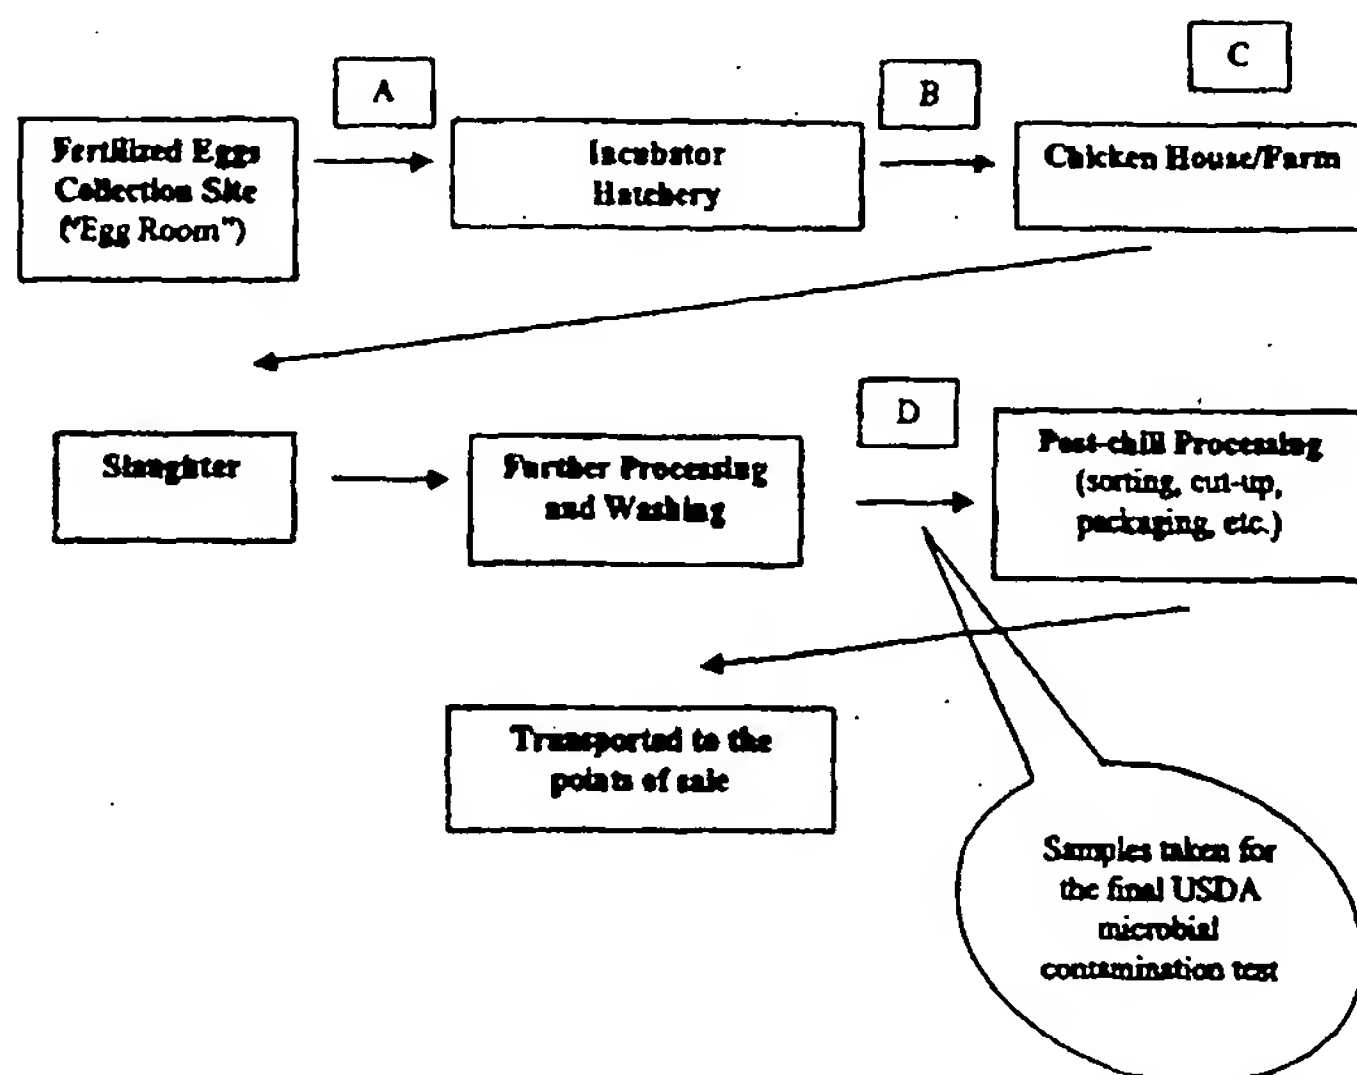 A
B
C
Fertilized Eggs
Collection Site
("Egg Room")
Incubator
Hatchery
Chicken House/Farm
D
Slaughter
Further Processing
and Washing
Post-chill Processing
(sorting, cut-up,
packaging, etc.)
Transported to the
points of sale
Samples taken for
the final USDA
microbial
contamination test